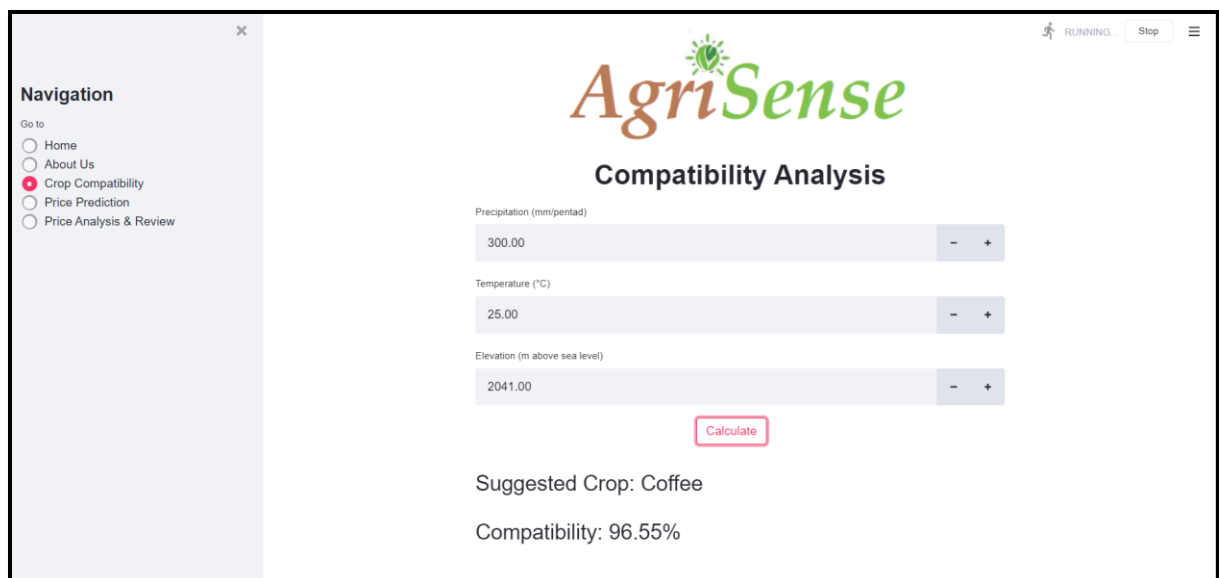 ×
Navigation
Go to
Home
About Us
Crop Compatibility
Price Prediction
Price Analysis & Review
RUNNING...
Stop
AgriSense
Compatibility Analysis
Precipitation (mm/pentad)
300.00
− +
Temperature (°C)
25.00
− +
Elevation (m above sea level)
2041.00
− +
Calculate
Suggested Crop: Coffee
Compatibility: 96.55%